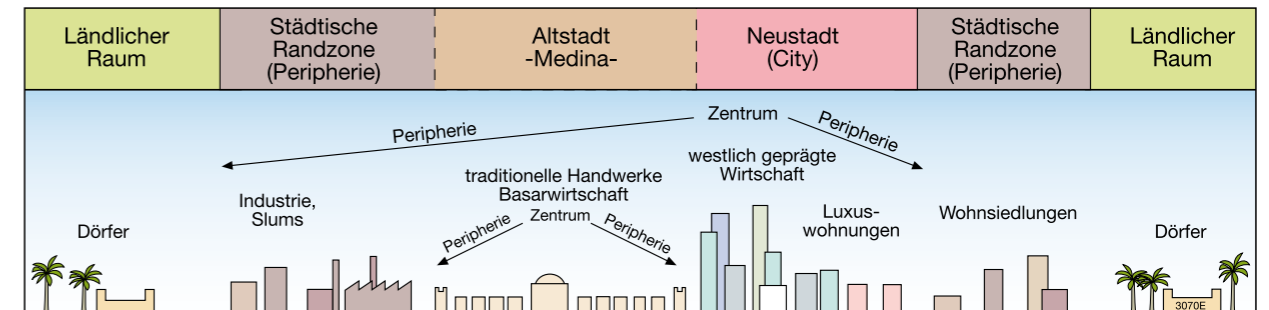 Ländlicher
Raum
Städtische
Randzone
(Peripherie)
Altstadt
-Medina-
Neustadt
(City)
Städtische
Randzone
(Peripherie)
Ländlicher
Raum
Zentrum
Peripherie
Peripherie
westlich geprägte
Wirtschaft
traditionelle Handwerke
Basarwirtschaft
Zentrum
Peripherie
Peripherie
Industrie,
Slums
Luxus-
wohnungen
Wohnsiedlungen
Dörfer
Dörfer
3070E